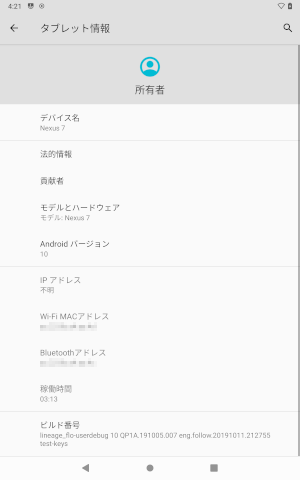 4:21
タブレット情報
所有者
デバイス名
Nexus 7
法的情報
貢献者
モデルとハードウェア
モデル: Nexus 7
Android バージョン
10
IP アドレス
不明
Wi-Fi MACアドレス
Bluetoothアドレス
稼働時間
03:13
ビルド番号
lineage_flo-userdebug 10 QP1A.191005.007 eng.follow.20191011.212755
test-keys